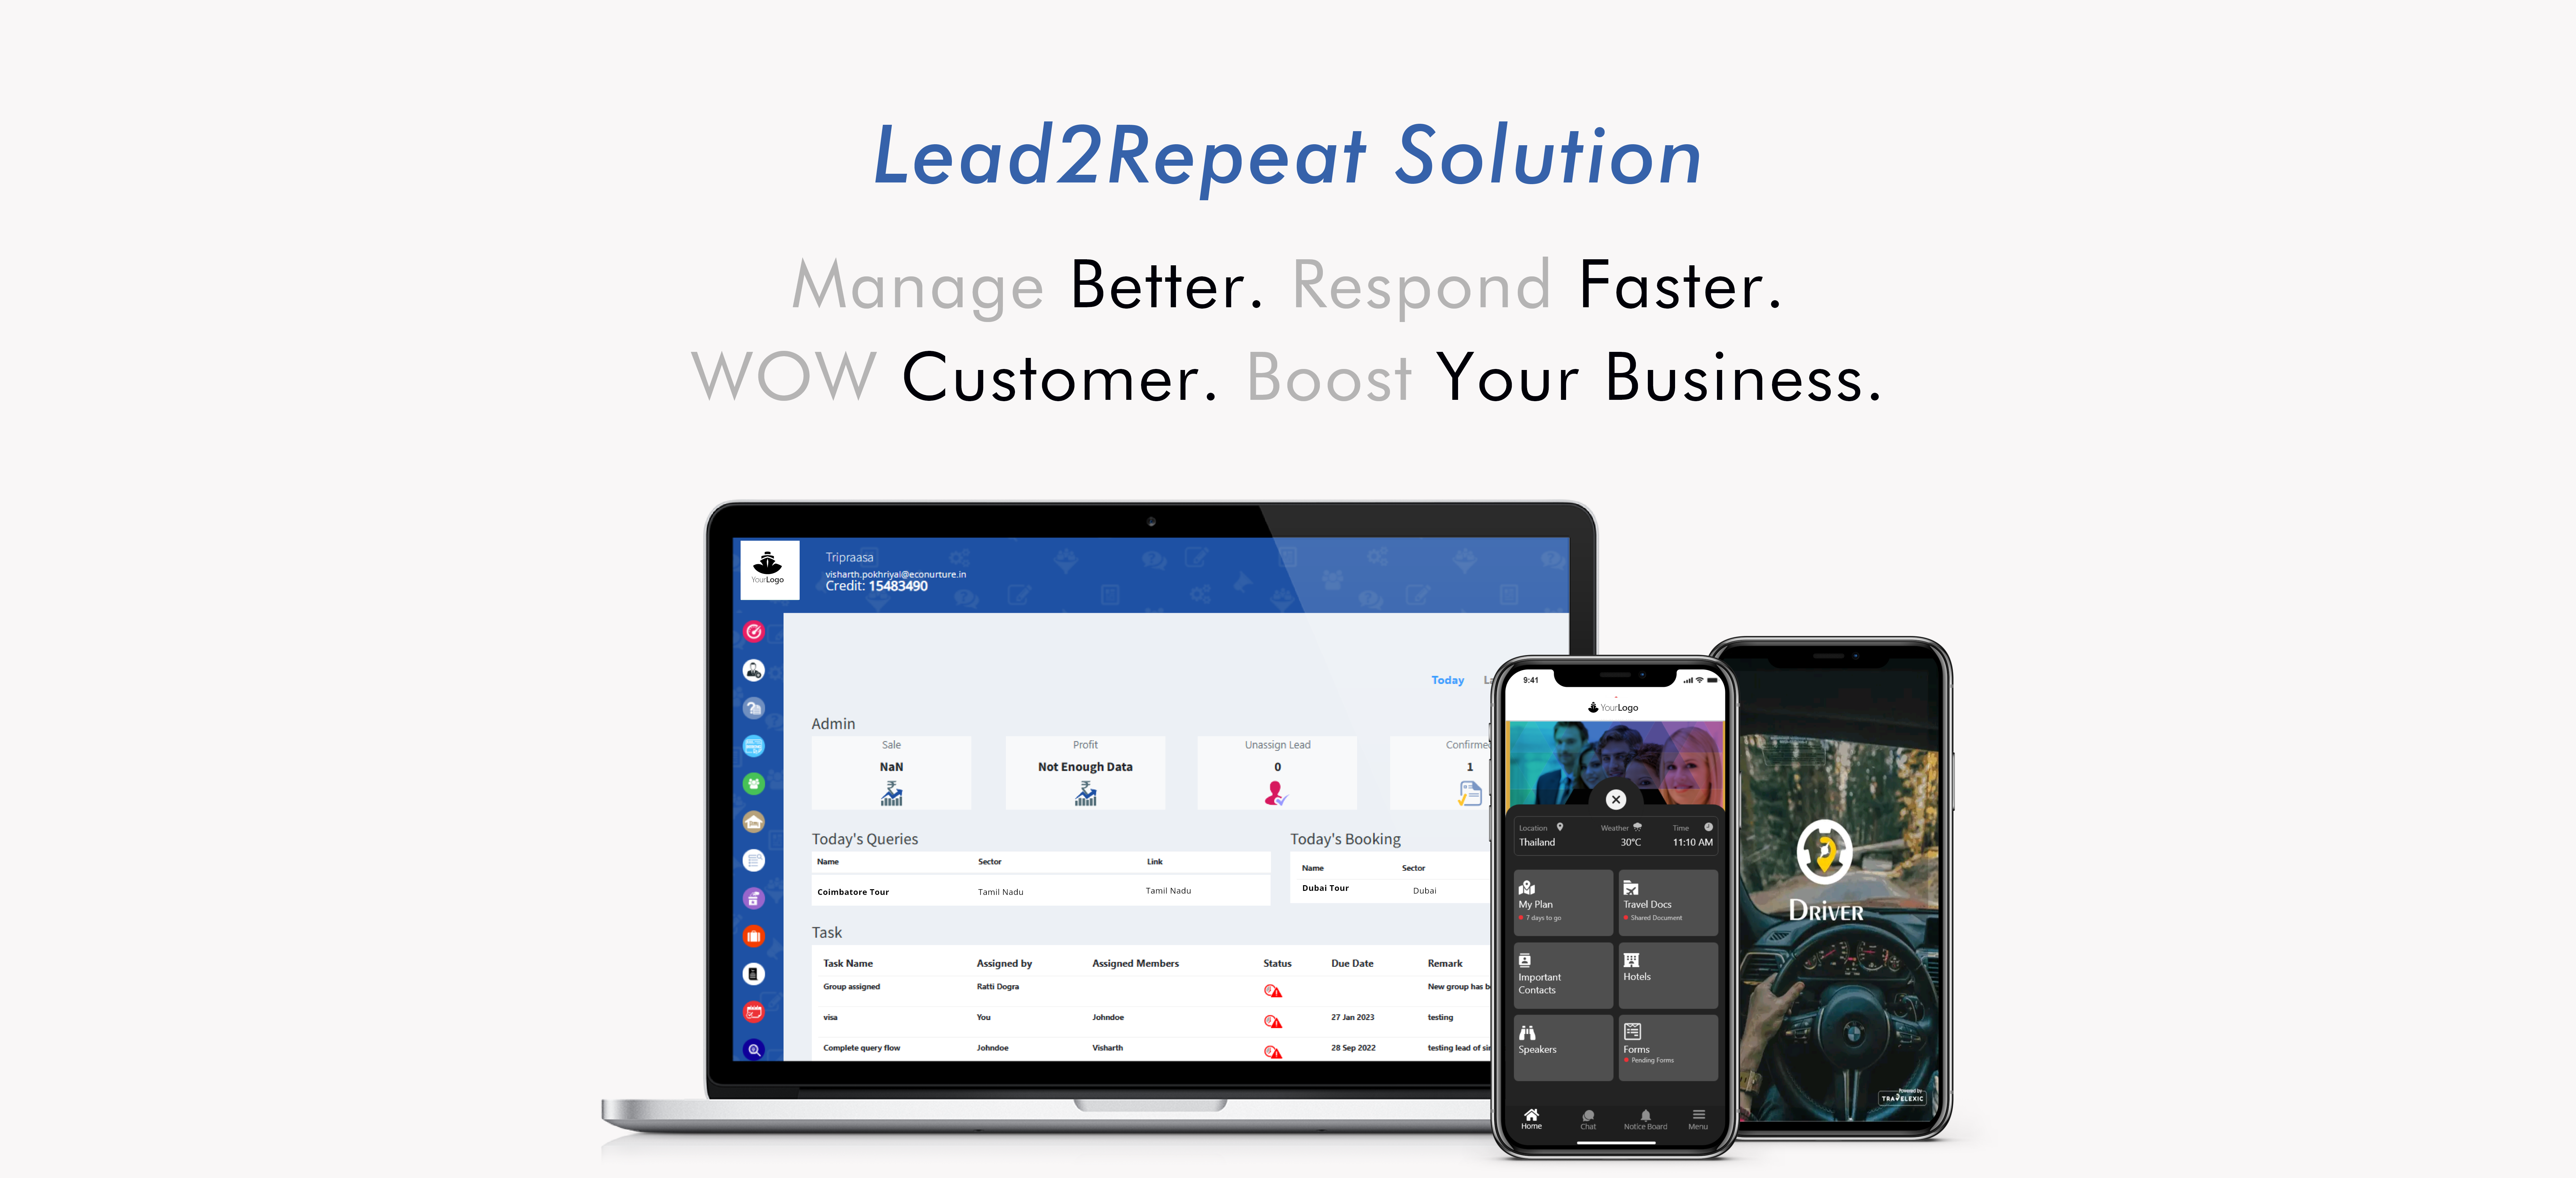 Lead2Repeat Solution
Manage Better. Respond Faster.
WOW Customer. Boost Your Business.
YourLogo
Tripraasa
visharth.pokhriyal@econurture.in
Credit: 15483490
Today
Admin
Sale
NaN
Profit
Not Enough Data
Unassign Lead
0
Confirmed
1
Today's Queries
Name Sector Link
Coimbatore Tour Tamil Nadu Tamil Nadu
Today's Booking
Name Sector
Dubai Tour Dubai
Task
Task Name Assigned by Assigned Members Status Due Date Remark
Group assigned Ratti Dogra New group has b
visa You Johndoe 27 Jan 2023 testing
Complete query flow Johndoe Visharth 28 Sep 2022 testing lead of sin
9:41
YourLogo
Location Weather Time
Thailand 30°C 11:10 AM
My Plan
7 days to go
Travel Docs
Shared Document
Important
Contacts
Hotels
Speakers
Forms
Pending Forms
Home Chat Notice Board Menu
DRIVER
Powered by
TRAVELEXIC